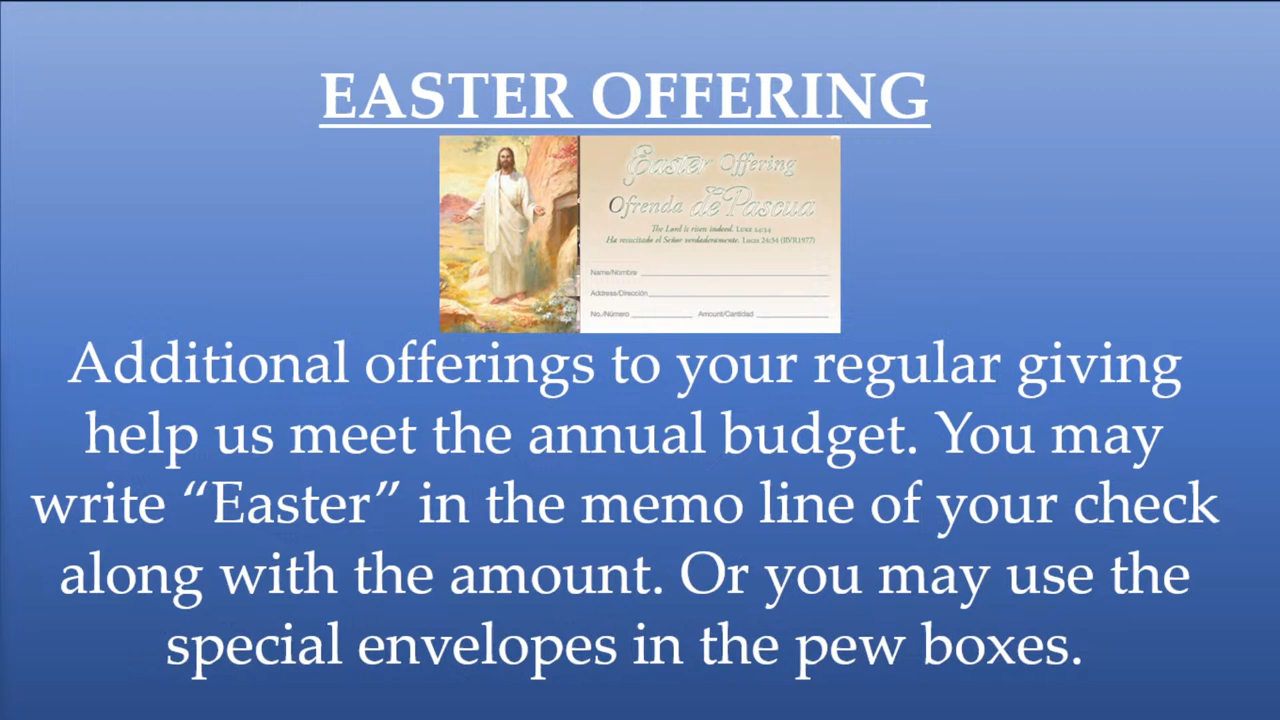 EASTER OFFERING
Easter Offering
Ofrenda de Pascua
The Lord is risen indeed. LUKE 24:34
Ha resucitado el Señor verdaderamente. Lucas 24:34 (RVR1977)
Name/Nombre
Address/Dirección
No./Número Amount/Cantidad
Additional offerings to your regular giving
help us meet the annual budget. You may
write “Easter” in the memo line of your check
along with the amount. Or you may use the
special envelopes in the pew boxes.